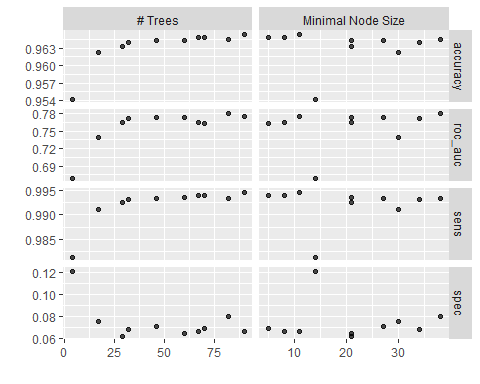 # Trees
Minimal Node Size
0.963
0.960
0.957
0.954
accuracy
0.78
0.75
0.72
0.69
roc_auc
0.995
0.990
0.985
sens
0.12
0.10
0.08
0.06
spec
0 25 50 75
10 20 30